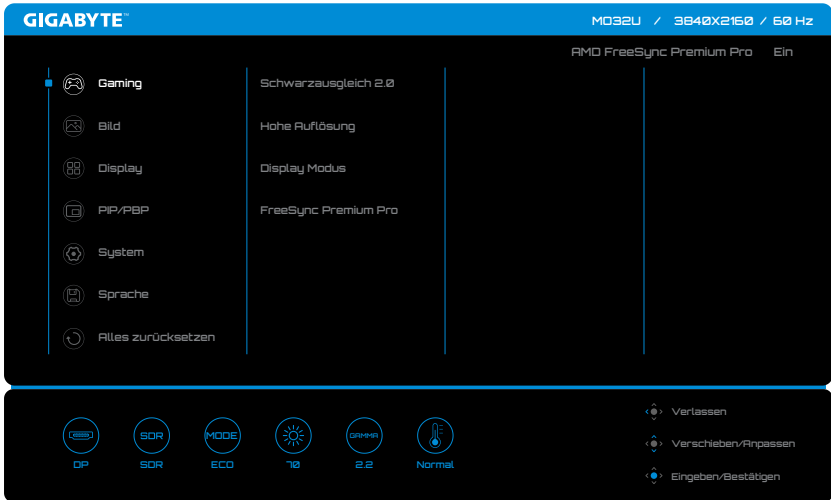 GIGABYTE™
MD32U / 3840X2160 / 60 Hz
AMD FreeSync Premium Pro Ein
Gaming
Schwarzausgleich 2.0
Bild
Hohe Auflösung
Display
Display Modus
PIP/PBP
FreeSync Premium Pro
System
Sprache
Alles zurücksetzen
SDR
MODE
GAMMA
DP
SDR
ECO
70
2.2
Normal
Verlassen
Verschieben/Anpassen
Eingeben/Bestätigen